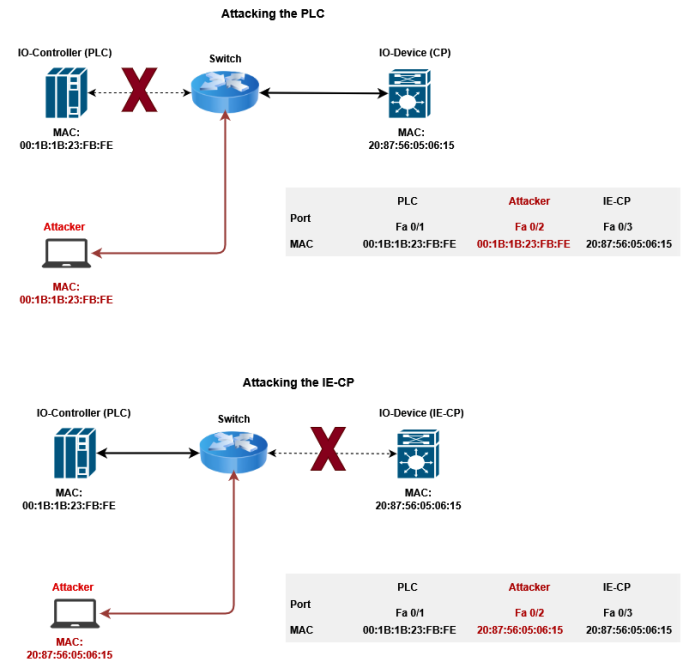 Attacking the PLC
IO-Controller (PLC)
Switch
IO-Device (CP)
MAC:
00:1B:1B:23:FB:FE
MAC:
20:87:56:05:06:15
PLC Attacker IE-CP
Port
Fa 0/1 Fa 0/2 Fa 0/3
MAC 00:1B:1B:23:FB:FE 00:1B:1B:23:FB:FE 20:87:56:05:06:15
Attacker
MAC:
00:1B:1B:23:FB:FE
Attacking the IE-CP
IO-Controller (PLC)
Switch
IO-Device (IE-CP)
MAC:
00:1B:1B:23:FB:FE
MAC:
20:87:56:05:06:15
PLC Attacker IE-CP
Port
Fa 0/1 Fa 0/2 Fa 0/3
MAC 00:1B:1B:23:FB:FE 20:87:56:05:06:15 20:87:56:05:06:15
Attacker
MAC:
20:87:56:05:06:15